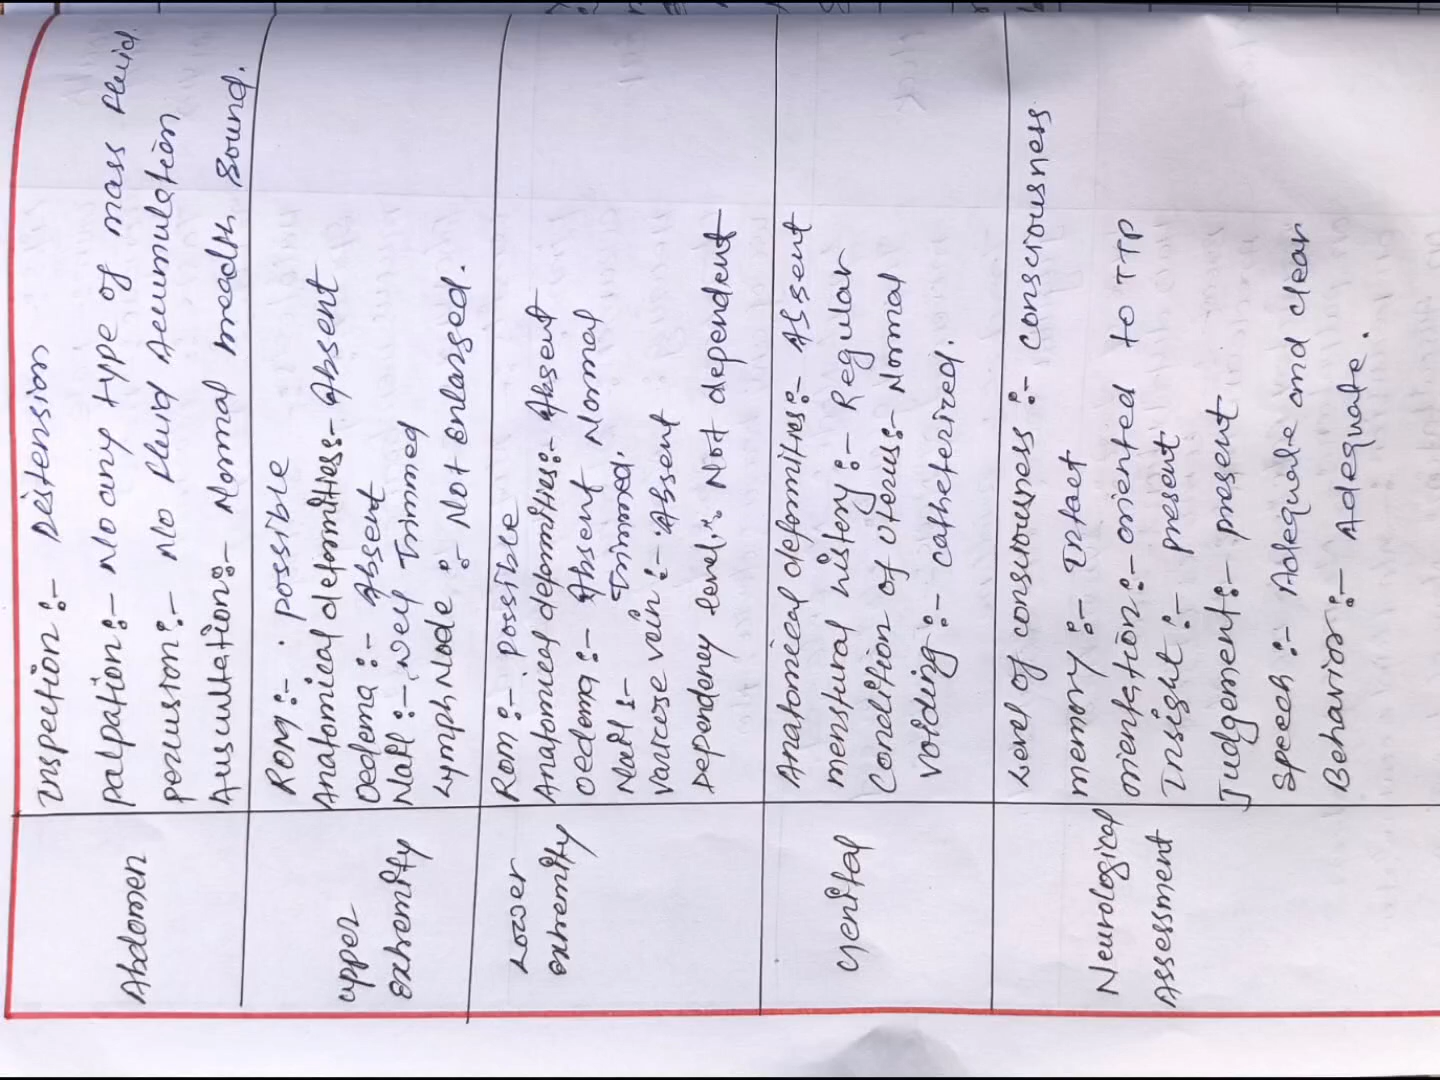 Abdomen
Inspection :- Distension
palpation :- No any type of mass fluid.
percusion :- No fluid Accumulation
Auscultation :- Normal breadth sound.
upper extremity
ROM :- possible
Anatomical deformities :- Absent
Oedema :- Absent
Nail :- well Trimmed
Lymph Node :- Not enlarged.
Lower extremity
Rom :- possible
Anatomical deformities :- Absent
Oedema :- Absent Normal
Nail :- Trimmed.
Varicose vein :- Absent
Dependency level :- Not dependent
Genital
Anatomical deformities :- Absent
menstural history :- Regular
Condition of uterus :- Normal
voiding :- catheterized.
Neurological Assessment
Level of consiousness :- consciousness
memory :- Intact
orientation :- oriented to TTP
Insight :- present
Judgement :- present
Speech :- Adequate and clear
Behavior :- Adequate.